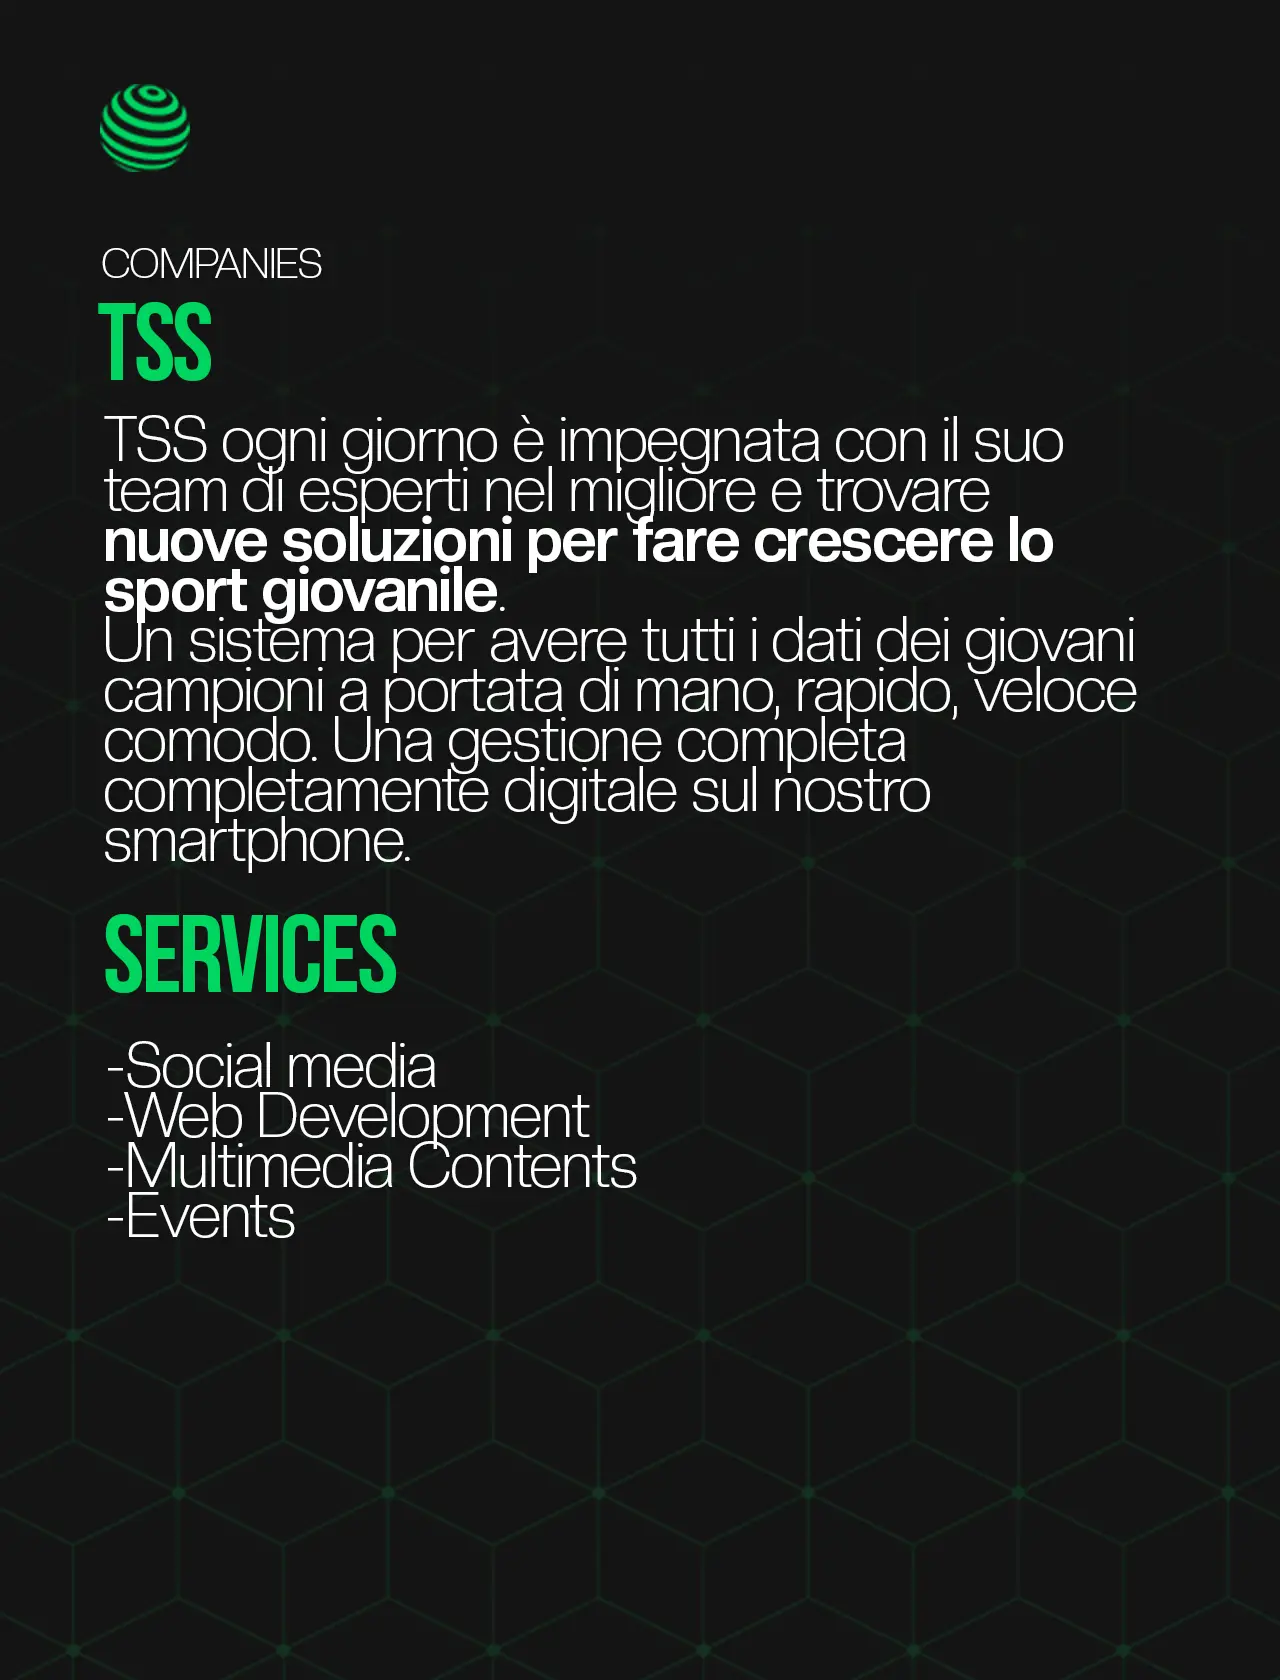 COMPANIES
TSS
TSS ogni giorno è impegnata con il suo
team di esperti nel migliore e trovare
nuove soluzioni per fare crescere lo
sport giovanile.
Un sistema per avere tutti i dati dei giovani
campioni a portata di mano, rapido, veloce
comodo. Una gestione completa
completamente digitale sul nostro
smartphone.
SERVICES
-Social media
-Web Development
-Multimedia Contents
-Events